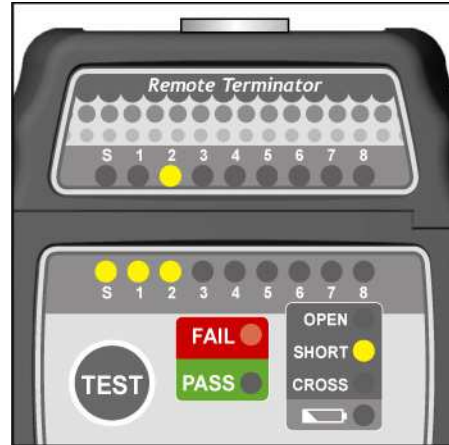 Remote Terminator
S 1 2 3 4 5 6 7 8
S 1 2 3 4 5 6 7 8
OPEN
FAIL
SHORT
PASS
CROSS
TEST